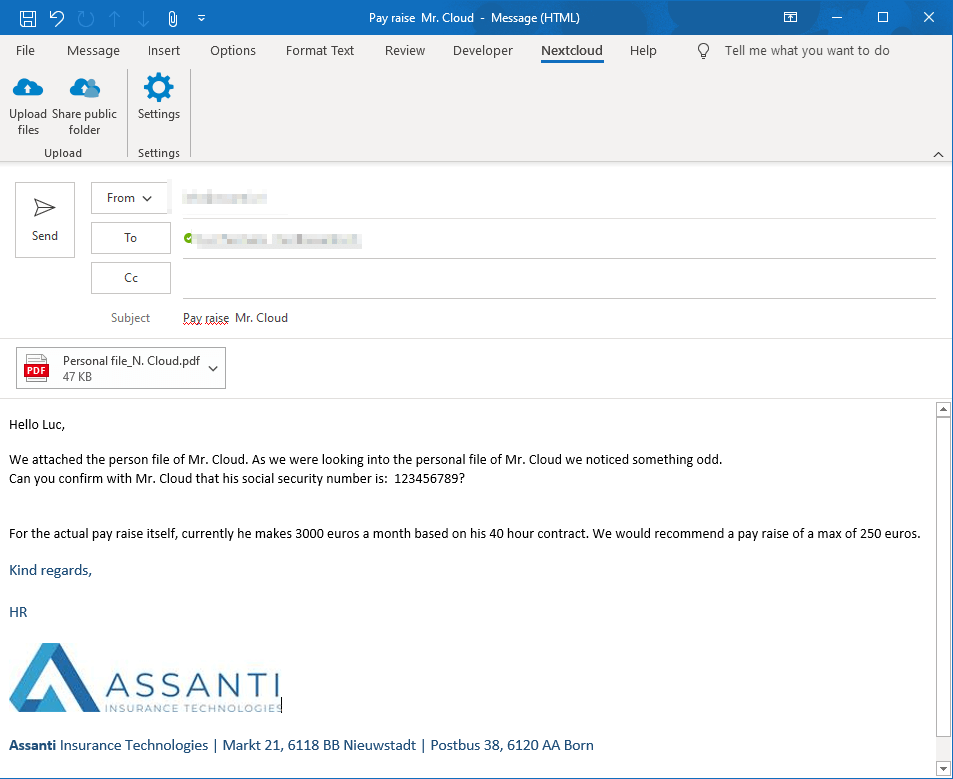 Pay raise  Mr. Cloud  -  Message (HTML)
File Message Insert Options Format Text Review Developer Nextcloud Help Tell me what you want to do
Upload files
Share public folder
Settings
Upload
Settings
Send
From
To
Cc
Subject
Pay raise  Mr. Cloud
PDF
Personal file_N. Cloud.pdf
47 KB
Hello Luc,
We attached the person file of Mr. Cloud. As we were looking into the personal file of Mr. Cloud we noticed something odd.
Can you confirm with Mr. Cloud that his social security number is:  123456789?
For the actual pay raise itself, currently he makes 3000 euros a month based on his 40 hour contract. We would recommend a pay raise of a max of 250 euros.
Kind regards,
HR
ASSANTI
INSURANCE TECHNOLOGIES
Assanti Insurance Technologies | Markt 21, 6118 BB Nieuwstadt | Postbus 38, 6120 AA Born